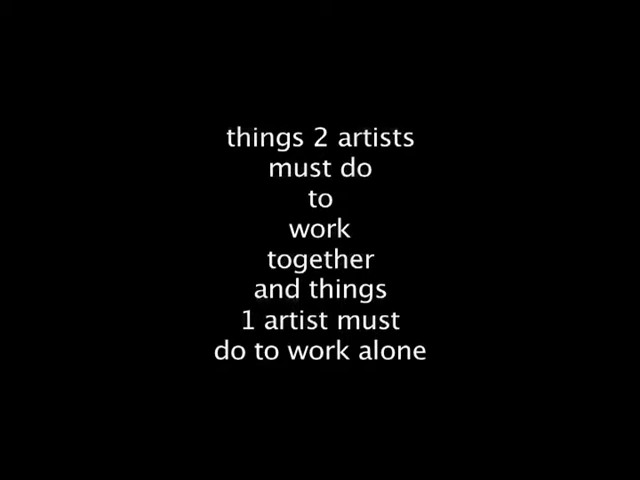 things 2 artists
must do
to
work
together
and things
1 artist must
do to work alone